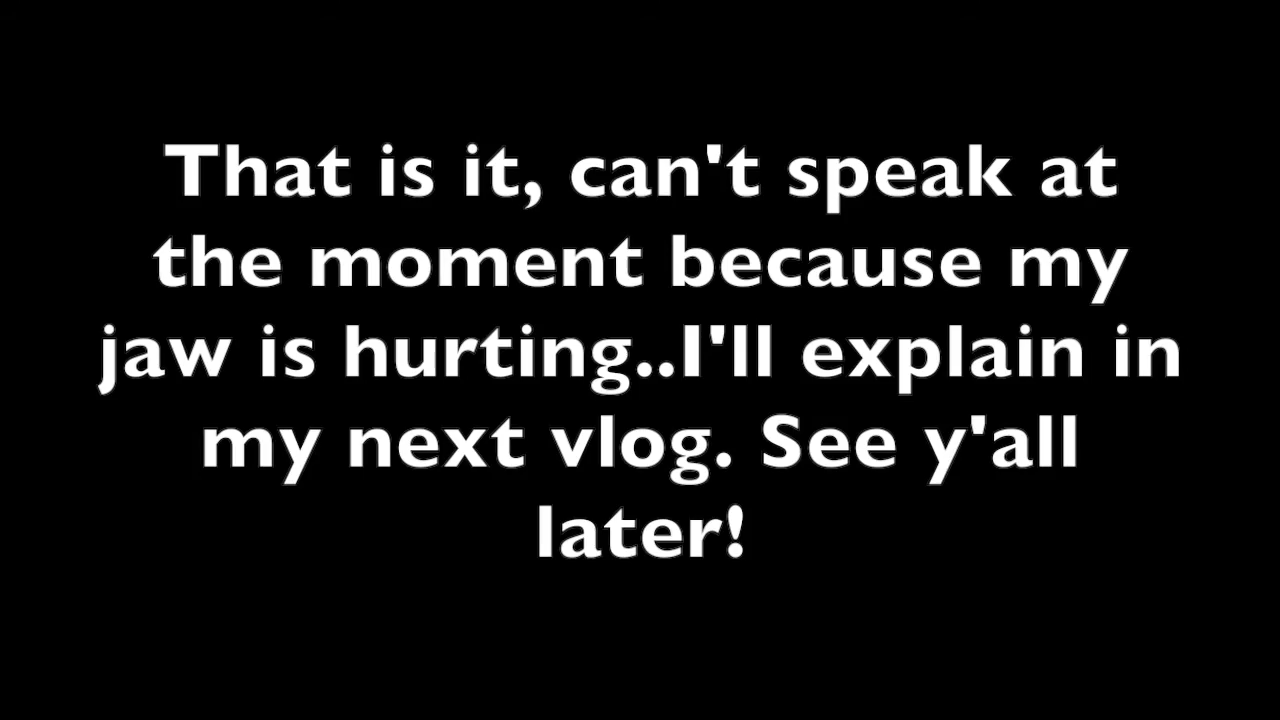 That is it, can't speak at
the moment because my
jaw is hurting..I'll explain in
my next vlog. See y'all
later!